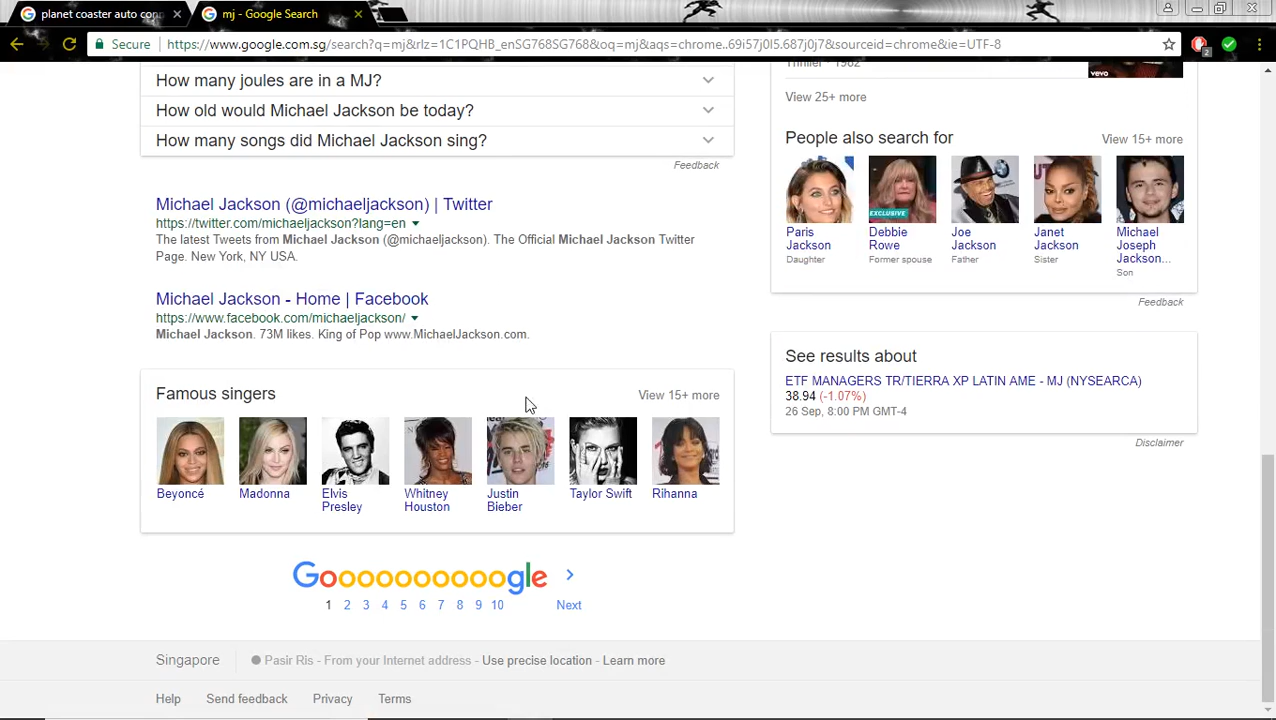 planet coaster auto con
mj - Google Search
Secure
https://www.google.com.sg/search?q=mj&rlz=1C1PQHB_enSG768SG768&oq=mj&aqs=chrome..69i57j0l5.687j0j7&sourceid=chrome&ie=UTF-8
2
How many joules are in a MJ?
How old would Michael Jackson be today?
How many songs did Michael Jackson sing?
Feedback
Michael Jackson (@michaeljackson) | Twitter
https://twitter.com/michaeljackson?lang=en
The latest Tweets from Michael Jackson (@michaeljackson). The Official Michael Jackson Twitter
Page. New York, NY USA.
Michael Jackson - Home | Facebook
https://www.facebook.com/michaeljackson/
Michael Jackson. 73M likes. King of Pop www.MichaelJackson.com.
Famous singers
View 15+ more
Beyoncé
Madonna
Elvis
Presley
Whitney
Houston
Justin
Bieber
Taylor Swift
Rihanna
Gooooooooooogle
1 2 3 4 5 6 7 8 9 10 Next
Thriller · 1982
vevo
View 25+ more
People also search for
View 15+ more
EXCLUSIVE
Paris
Jackson
Daughter
Debbie
Rowe
Former spouse
Joe
Jackson
Father
Janet
Jackson
Sister
Michael
Joseph
Jackson...
Son
Feedback
See results about
ETF MANAGERS TR/TIERRA XP LATIN AME - MJ (NYSEARCA)
38.94 (-1.07%)
26 Sep, 8:00 PM GMT-4
Disclaimer
Singapore
Pasir Ris - From your Internet address - Use precise location - Learn more
Help Send feedback Privacy Terms